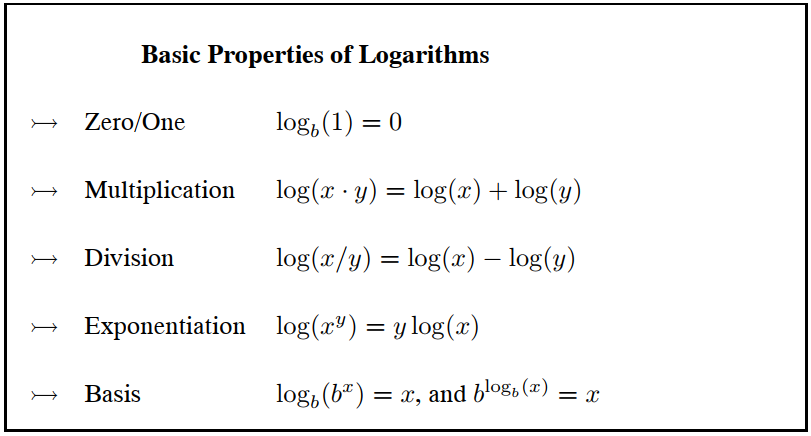 Basic Properties of Logarithms
↣ Zero/One log_b(1) = 0
↣ Multiplication log(x · y) = log(x) + log(y)
↣ Division log(x/y) = log(x) − log(y)
↣ Exponentiation log(x^y) = y log(x)
↣ Basis log_b(b^x) = x, and b^{log_b(x)} = x